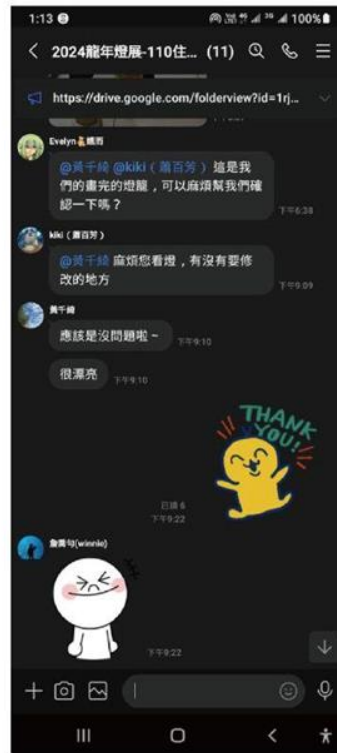 1:13
100%
2024龍年燈展-110住... (11)
https://drive.google.com/folderview?id=1rj...
@黃千綺 @kiki（蕭百芳） 這是我
們的畫完的燈籠，可以麻煩幫我們確
認一下嗎？
下午6:38
kiki（蕭百芳）
@黃千綺 麻煩您看燈，有沒有要修
改的地方
下午9:09
黃千綺
應該是沒問題啦~
下午9:10
很漂亮
下午9:10
THANK
YOU!
已讀 6
下午9:22
(winnie)
下午9:22